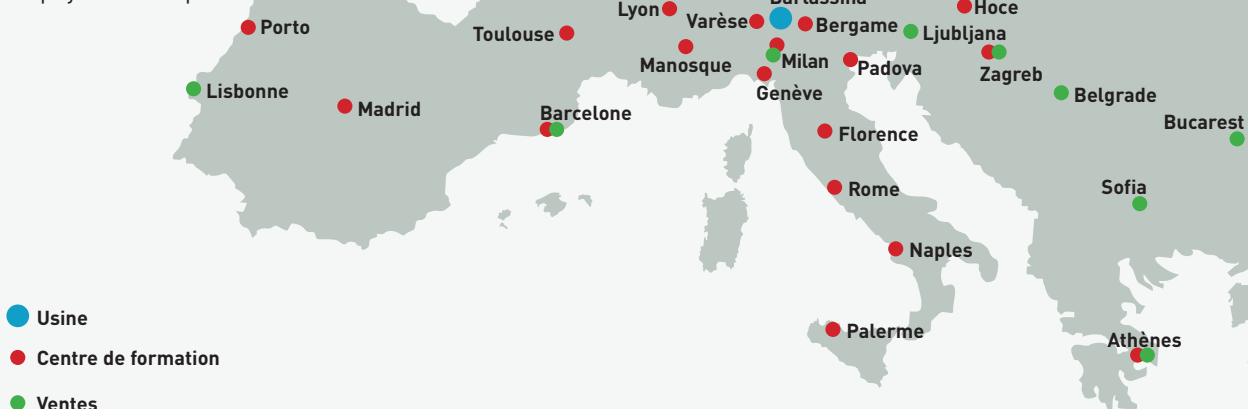 Hoce
Lyon
Varèse
Porto
Bergame
Toulouse
Ljubljana
Milan
Manosque
Padova
Zagreb
Genève
Lisbonne
Belgrade
Madrid
Barcelone
Bucarest
Florence
Sofia
Rome
Naples
Usine
Palerme
Athènes
Centre de formation
Ventes